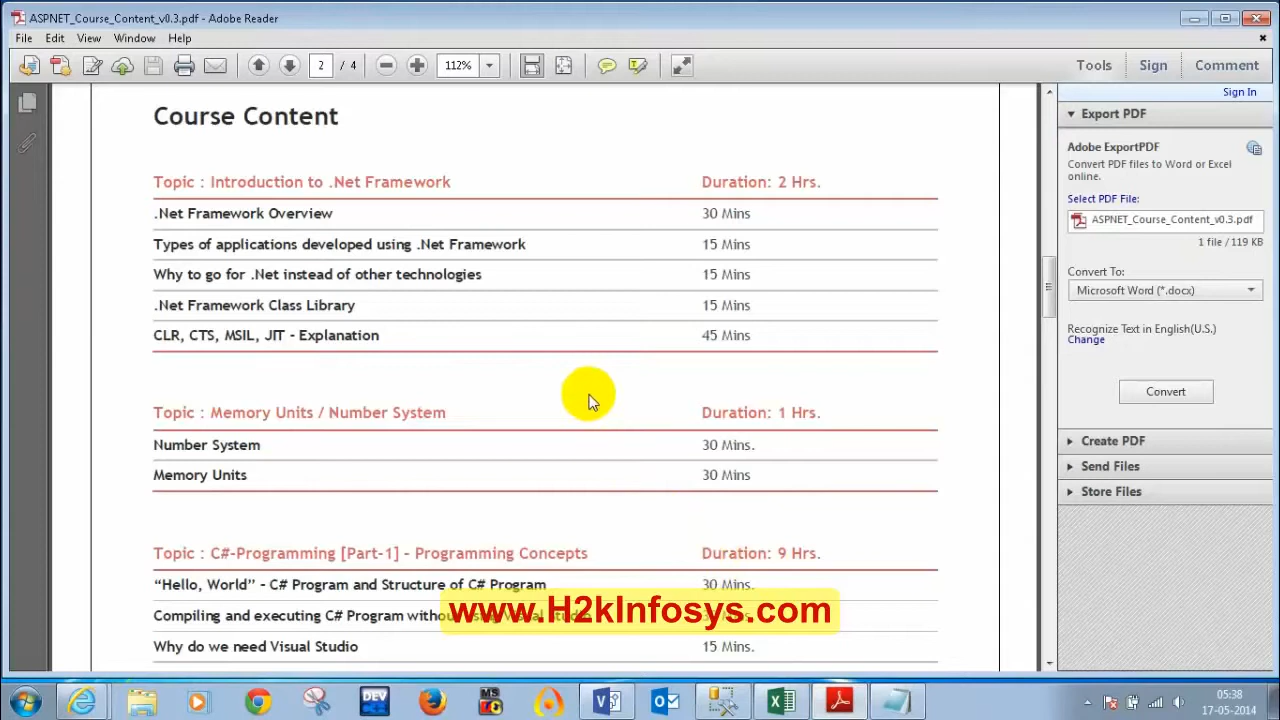 ASPNET_Course_Content_v0.3.pdf - Adobe Reader
File Edit View Window Help
2 / 4 112% Tools Sign Comment
Sign In
Course Content
Topic : Introduction to .Net Framework Duration: 2 Hrs.
.Net Framework Overview 30 Mins
Types of applications developed using .Net Framework 15 Mins
Why to go for .Net instead of other technologies 15 Mins
.Net Framework Class Library 15 Mins
CLR, CTS, MSIL, JIT - Explanation 45 Mins
Topic : Memory Units / Number System Duration: 1 Hrs.
Number System 30 Mins.
Memory Units 30 Mins
Topic : C#-Programming [Part-1] - Programming Concepts Duration: 9 Hrs.
“Hello, World” - C# Program and Structure of C# Program 30 Mins.
Compiling and executing C# Program without using Visual
www.H2kInfosys.com
Why do we need Visual Studio 15 Mins.
Export PDF
Adobe ExportPDF
Convert PDF files to Word or Excel
online.
Select PDF File:
ASPNET_Course_Content_v0.3.pdf
1 file / 119 KB
Convert To:
Microsoft Word (*.docx)
Recognize Text in English(U.S.)
Change
Convert
Create PDF
Send Files
Store Files
DEV
MS
05:38
17-05-2014